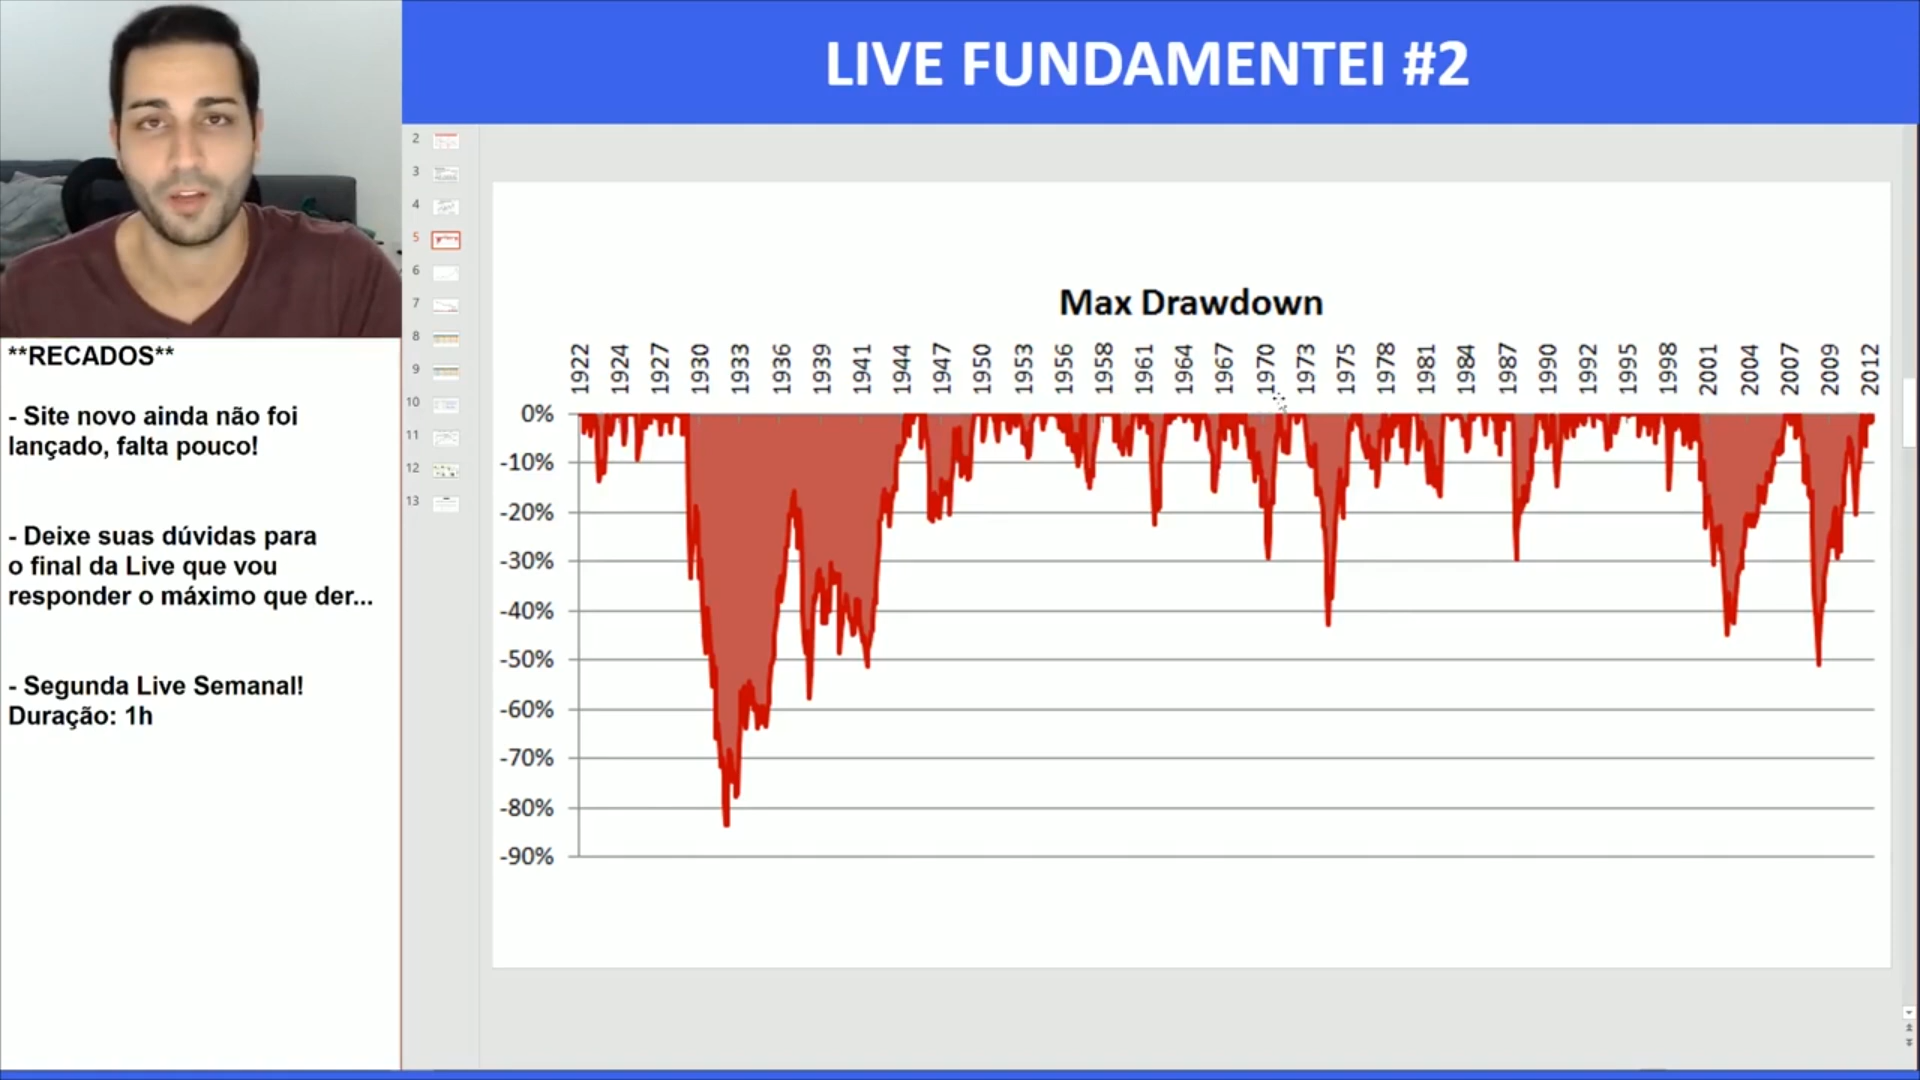 LIVE FUNDAMENTEI #2
**RECADOS**
- Site novo ainda não foi
lançado, falta pouco!
- Deixe suas dúvidas para
o final da Live que vou
responder o máximo que der...
- Segunda Live Semanal!
Duração: 1h
2
3
4
5
6
7
8
9
10
11
12
13
Max Drawdown
1922 1924 1927 1930 1933 1936 1939 1941 1944 1947 1950 1953 1956 1958 1961 1964 1967 1970 1973 1975 1978 1981 1984 1987 1990 1992 1995 1998 2001 2004 2007 2009 2012
0%
-10%
-20%
-30%
-40%
-50%
-60%
-70%
-80%
-90%